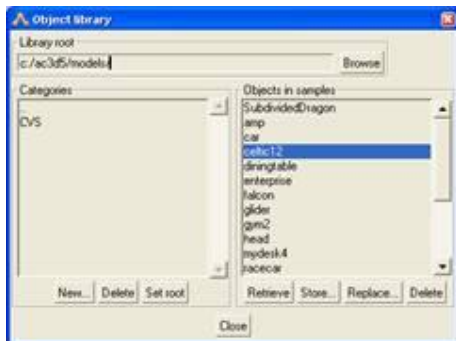 Object library
Library root
c:/ac3d5/models/
Browse
Categories
..
CVS
New... Delete Set root
Objects in samples
SubdividedDragon
amp
car
celtic12
diningtable
enterprise
falcon
glider
gym2
head
mydesk4
racecar
Retrieve Store... Replace... Delete
Close